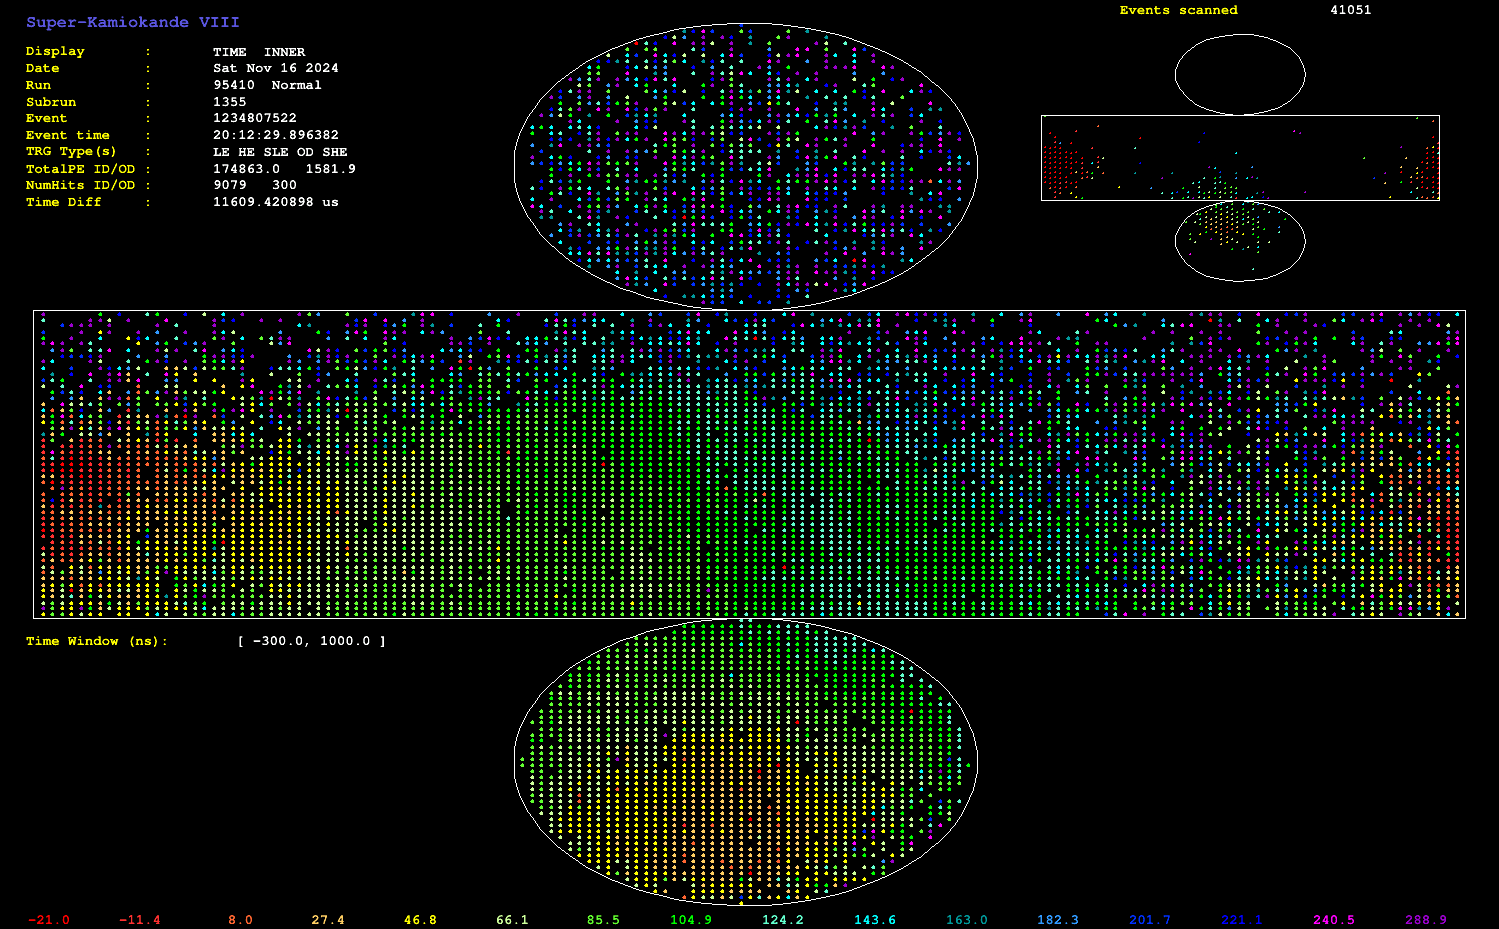 Super-Kamiokande VIII
Events scanned 41051
Display : TIME INNER
Date : Sat Nov 16 2024
Run : 95410 Normal
Subrun : 1355
Event : 1234807522
Event time : 20:12:29.896382
TRG Type(s) : LE HE SLE OD SHE
TotalPE ID/OD : 174863.0 1581.9
NumHits ID/OD : 9079 300
Time Diff : 11609.420898 us
Time Window (ns): [ -300.0, 1000.0 ]
-21.0 -11.4 8.0 27.4 46.8 66.1 85.5 104.9 124.2 143.6 163.0 182.3 201.7 221.1 240.5 288.9